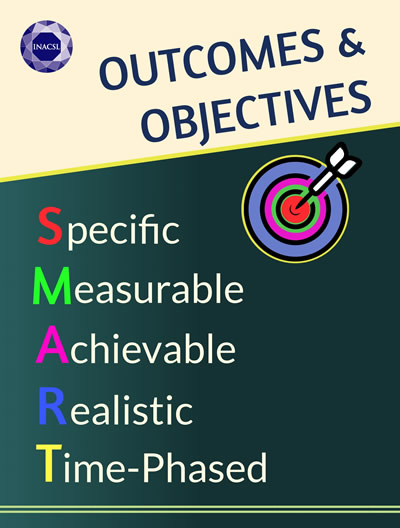 INACSL
OUTCOMES &
OBJECTIVES
Specific
Measurable
Achievable
Realistic
Time-Phased